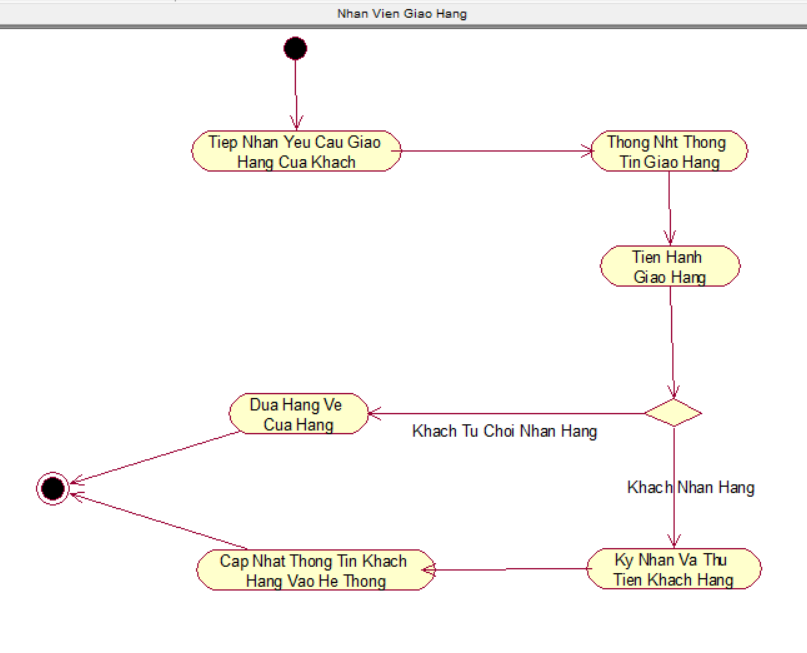 Nhan Vien Giao Hang
Tiep Nhan Yeu Cau Giao
Hang Cua Khach
Thong Nht Thong
Tin Giao Hang
Tien Hanh
Giao Hang
Dua Hang Ve
Cua Hang
Khach Tu Choi Nhan Hang
Khach Nhan Hang
Cap Nhat Thong Tin Khach
Hang Vao He Thong
Ky Nhan Va Thu
Tien Khach Hang